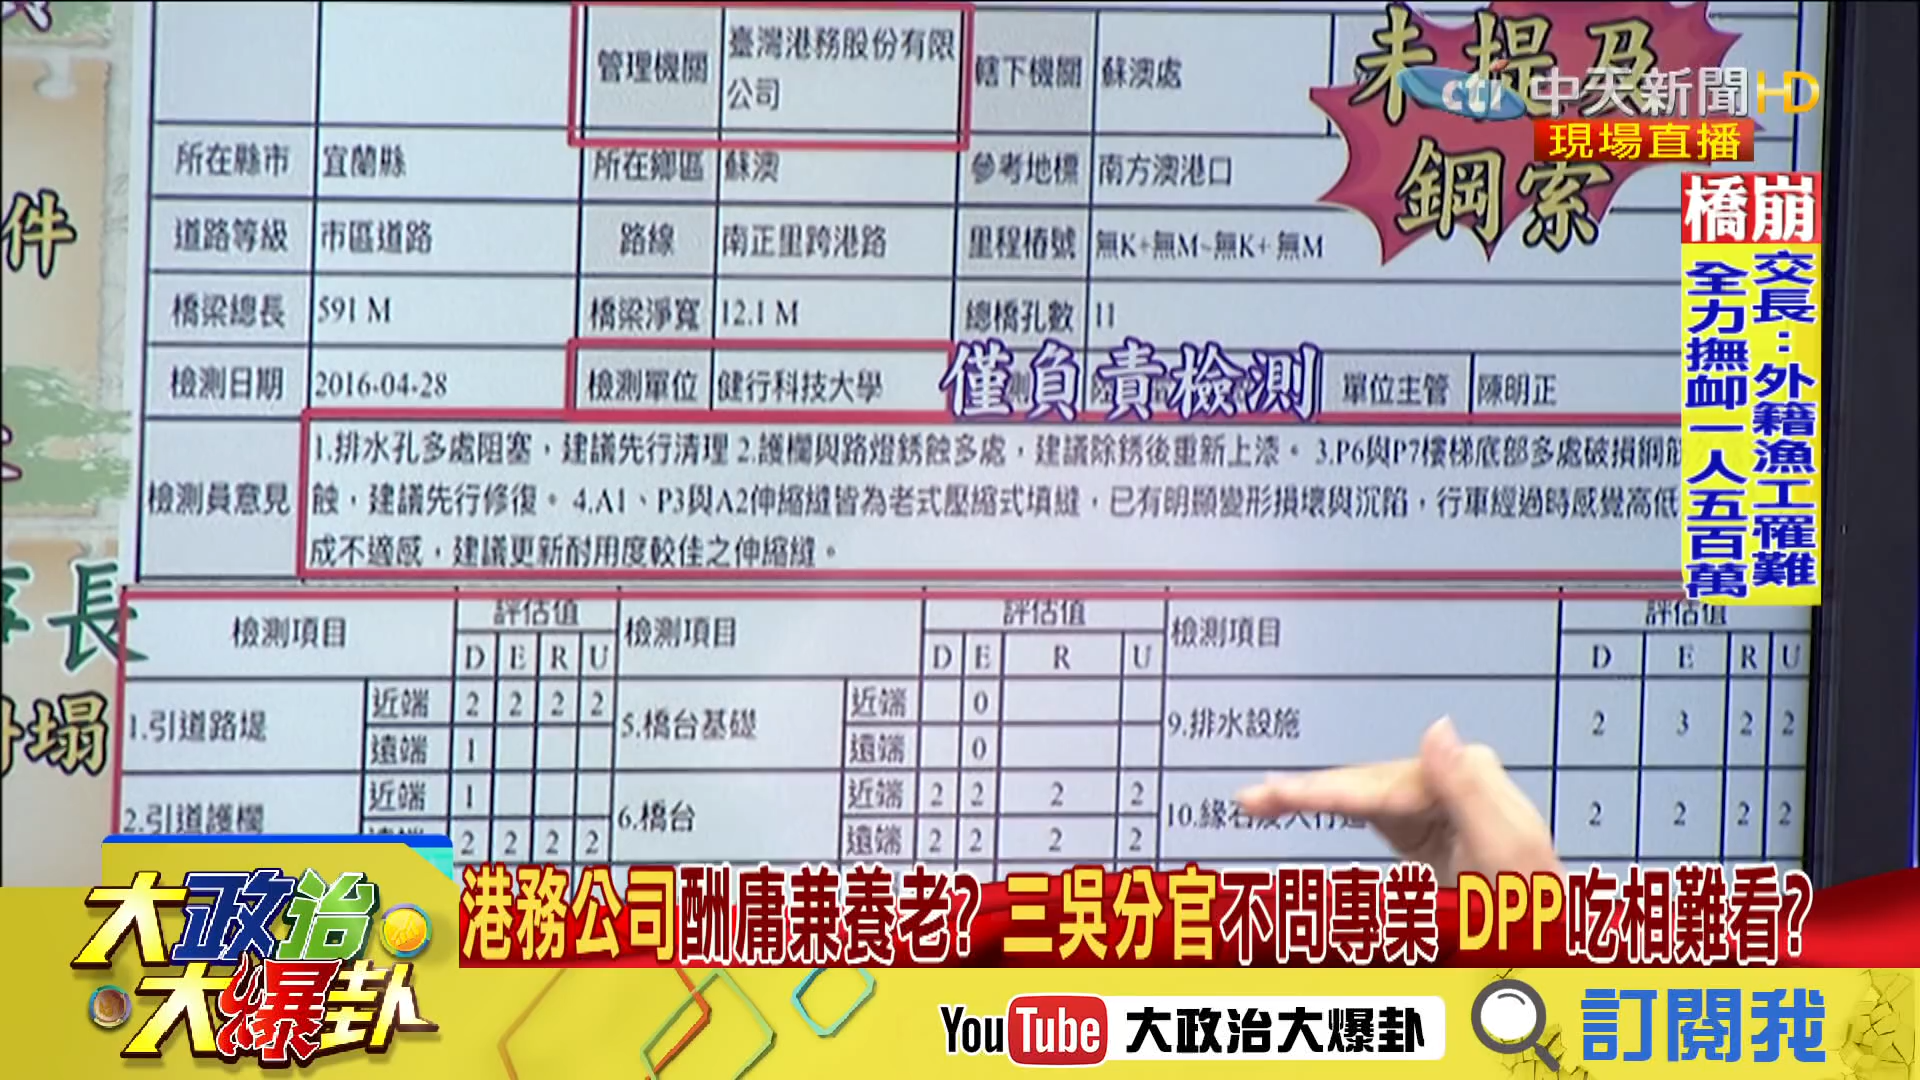 管理機關 臺灣港務股份有限公司 轄下機關 蘇澳處
未提及
鋼索
cti 中天新聞 HD
現場直播
所在縣市 宜蘭縣 所在鄉區 蘇澳 參考地標 南方澳港口
道路等級 市區道路 路線 南正里跨港路 里程樁號 無K+無M~無K+無M
橋梁總長 591 M 橋梁淨寬 12.1 M 總橋孔數 11
檢測日期 2016-04-28 檢測單位 健行科技大學 單位主管 陳明正
僅負責檢測
橋崩
交長：外籍漁工罹難
全力撫卹一人五百萬
件
檢測員意見
1.排水孔多處阻塞，建議先行清理 2.護欄與路燈銹蝕多處，建議除銹後重新上漆。 3.P6與P7樓梯底部多處破損鋼筋
蝕，建議先行修復。 4.A1、P3與A2伸縮縫皆為老式壓縮式填縫，已有明顯變形損壞與沉陷，行車經過時感覺高低
成不適感，建議更新耐用度較佳之伸縮縫。
長
塌
檢測項目 評估值 檢測項目 評估值 檢測項目 評估值
D E R U D E R U D E R U
1.引道路堤 近端 2 2 2 2 5.橋台基礎 近端 0 9.排水設施 2 3 2 2
遠端 1 遠端 0
2.引道護欄 近端 1 6.橋台 近端 2 2 2 2 10.緣石 2 2 2 2
遠端 2 2 2 2 遠端 2 2 2 2
港務公司酬庸兼養老? 三吳分官不問專業 DPP吃相難看?
大政治
大爆卦
YouTube 大政治大爆卦
訂閱我